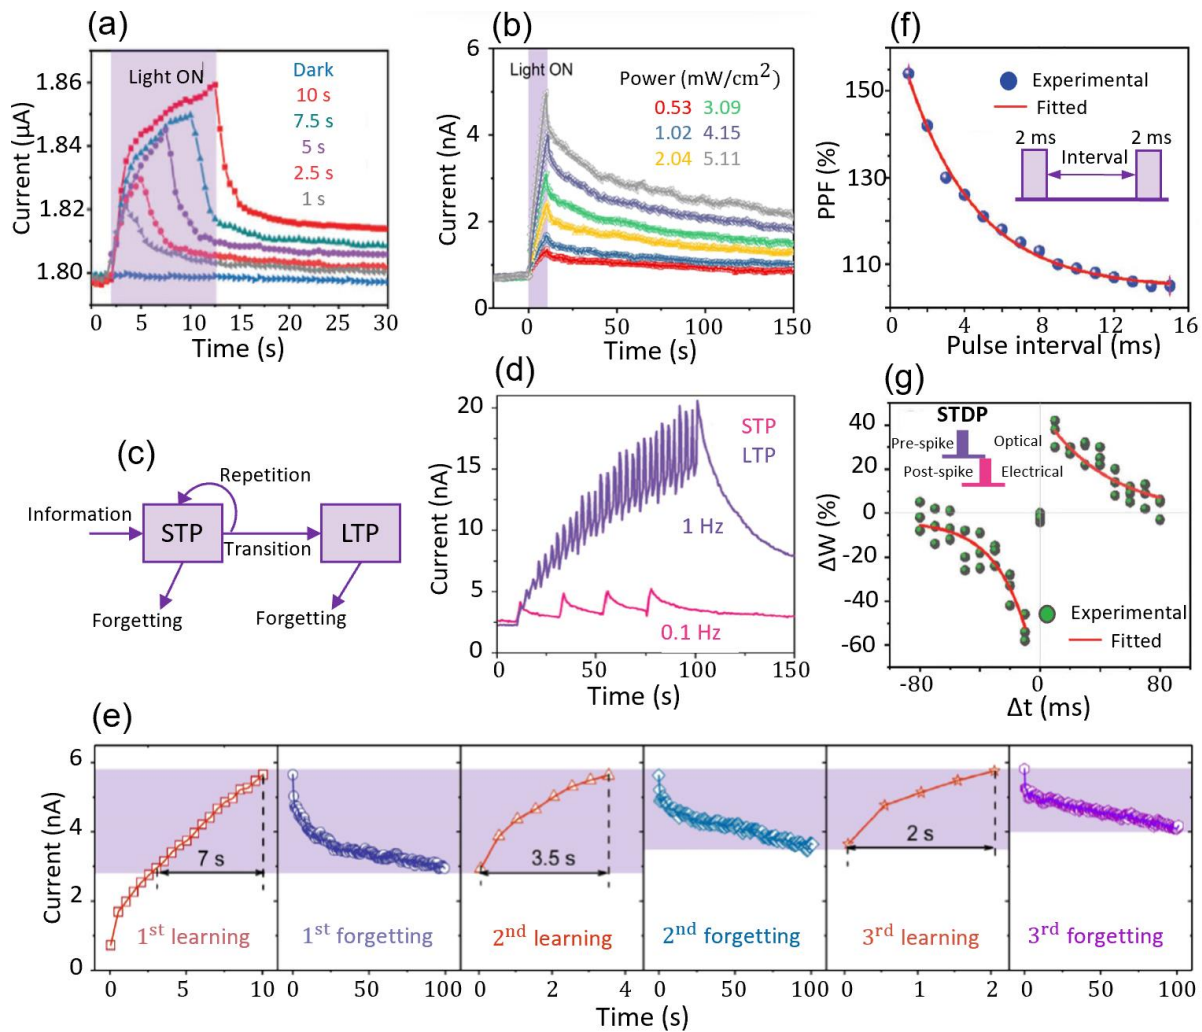 (a)
1.86
1.84
1.82
1.80
Current (μA)
Light ON
Dark
10 s
7.5 s
5 s
2.5 s
1 s
0 5 10 15 20 25 30
Time (s)
(b)
6
4
2
0
Current (nA)
Light ON
Power (mW/cm²)
0.53 3.09
1.02 4.15
2.04 5.11
0 50 100 150
Time (s)
(f)
150
130
110
PPF (%)
Experimental
Fitted
2 ms 2 ms
Interval
0 4 8 12 16
Pulse interval (ms)
(c)
Repetition
Information
STP
LTP
Transition
Forgetting
Forgetting
(d)
20
15
10
5
0
Current (nA)
STP
LTP
1 Hz
0.1 Hz
0 50 100 150
Time (s)
(g)
40
20
0
-20
-40
-60
ΔW (%)
STDP
Pre-spike Optical
Post-spike Electrical
Experimental
Fitted
-80 0 80
Δt (ms)
(e)
6
4
2
0
Current (nA)
7 s
3.5 s
2 s
1st learning
1st forgetting
2nd learning
2nd forgetting
3rd learning
3rd forgetting
0 5 10 0 50 100 0 2 4 0 50 100 0 1 2 0 50 100
Time (s)